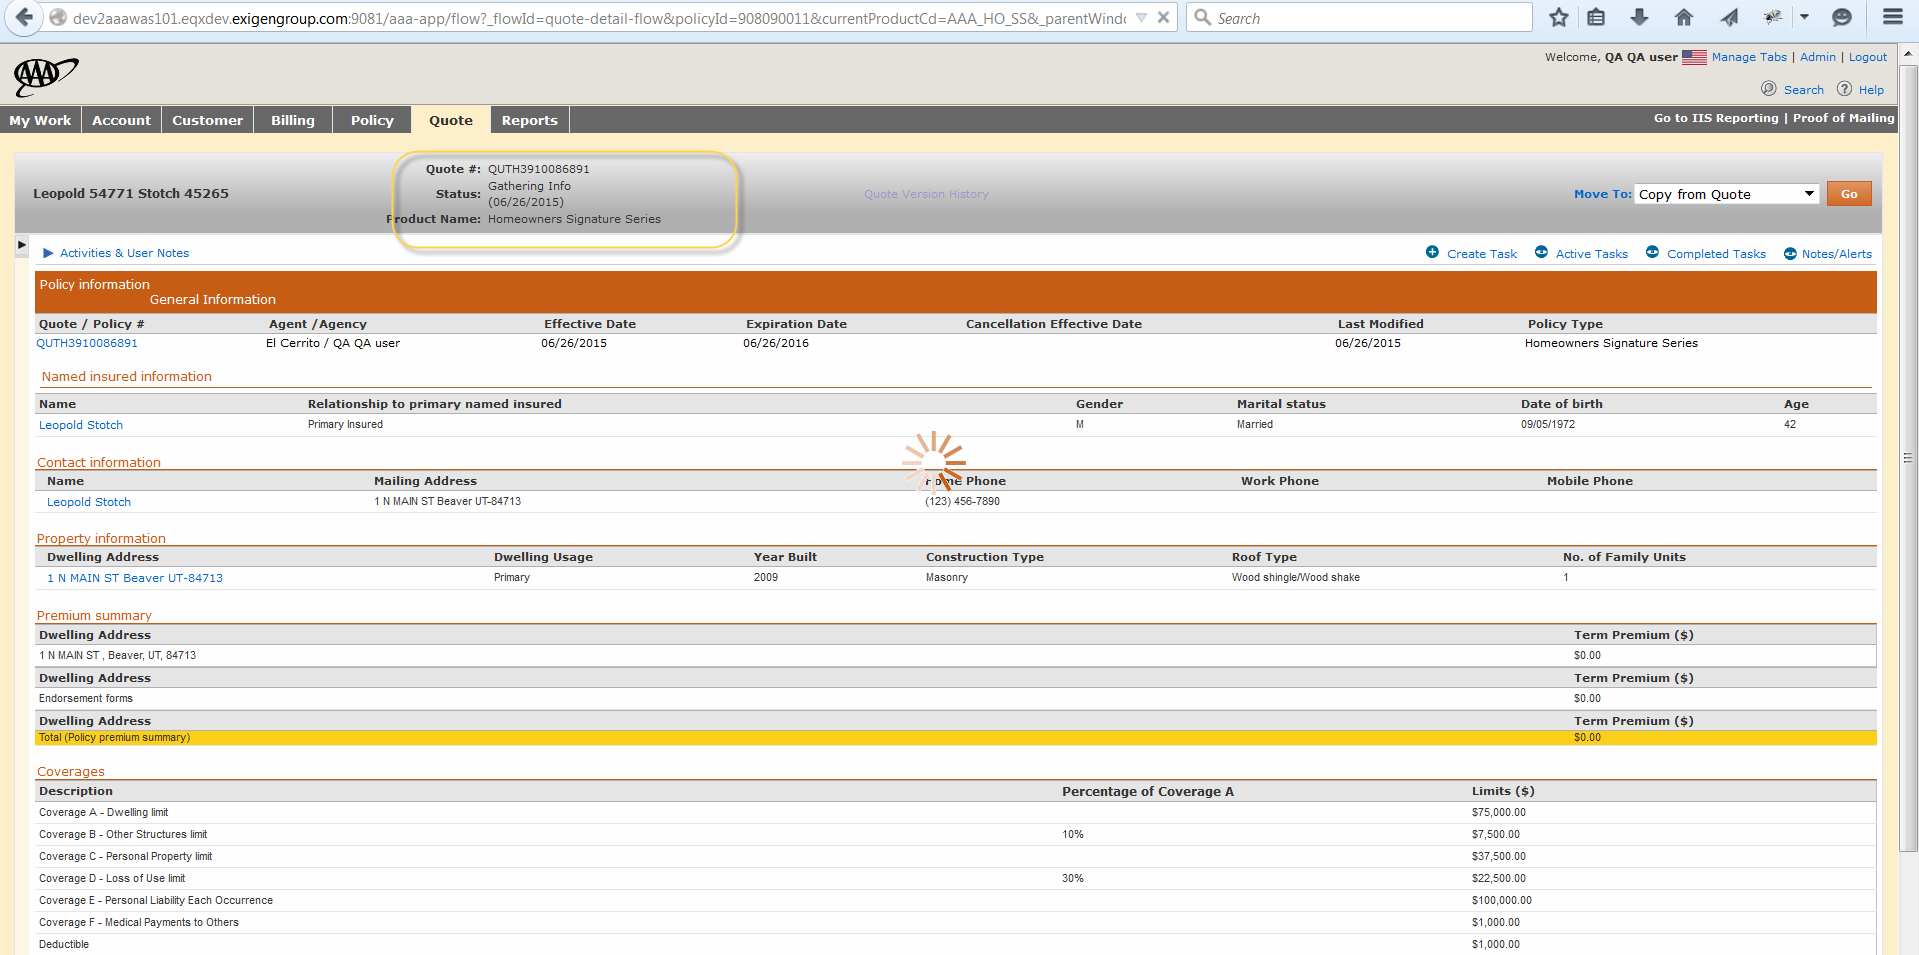 dev2aaawas101.eqxdev.exigengroup.com:9081/aaa-app/flow?_flowId=quote-detail-flow&policyId=908090011&currentProductCd=AAA_HO_SS&_parentWindo
Search
Welcome, QA QA user Manage Tabs | Admin | Logout
AAA
Search Help
My Work Account Customer Billing Policy Quote Reports Go to IIS Reporting | Proof of Mailing
Quote #: QUTH3910086891
Leopold 54771 Stotch 45265 Status: Gathering Info (06/26/2015) Quote Version History Move To: Copy from Quote Go
Product Name: Homeowners Signature Series
Activities & User Notes Create Task Active Tasks Completed Tasks Notes/Alerts
Policy information
General Information
Quote / Policy # Agent /Agency Effective Date Expiration Date Cancellation Effective Date Last Modified Policy Type
QUTH3910086891 El Cerrito / QA QA user 06/26/2015 06/26/2016 06/26/2015 Homeowners Signature Series
Named insured information
Name Relationship to primary named insured Gender Marital status Date of birth Age
Leopold Stotch Primary Insured M Married 09/05/1972 42
Contact information
Name Mailing Address Home Phone Work Phone Mobile Phone
Leopold Stotch 1 N MAIN ST Beaver UT-84713 (123) 456-7890
Property information
Dwelling Address Dwelling Usage Year Built Construction Type Roof Type No. of Family Units
1 N MAIN ST Beaver UT-84713 Primary 2009 Masonry Wood shingle/Wood shake 1
Premium summary
Dwelling Address Term Premium ($)
1 N MAIN ST , Beaver, UT, 84713 $0.00
Dwelling Address Term Premium ($)
Endorsement forms $0.00
Dwelling Address Term Premium ($)
Total (Policy premium summary) $0.00
Coverages
Description Percentage of Coverage A Limits ($)
Coverage A - Dwelling limit $75,000.00
Coverage B - Other Structures limit 10% $7,500.00
Coverage C - Personal Property limit $37,500.00
Coverage D - Loss of Use limit 30% $22,500.00
Coverage E - Personal Liability Each Occurrence $100,000.00
Coverage F - Medical Payments to Others $1,000.00
Deductible $1,000.00